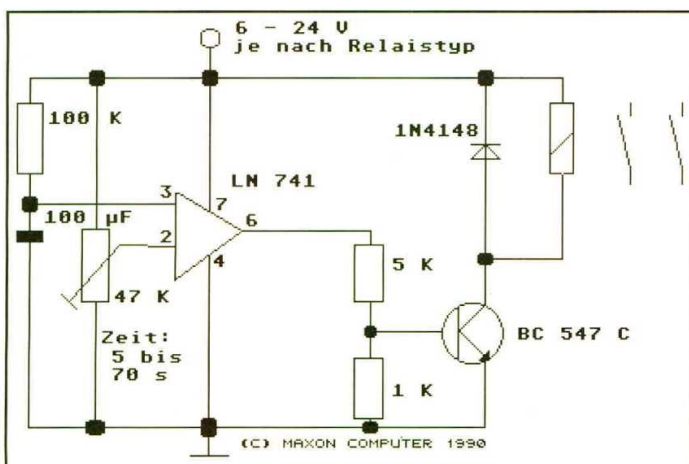 6 - 24 V
je nach Relaistyp
100 K
1N4148
LN 741
3
7
6
100 µF
2
4
5 K
47 K
BC 547 C
Zeit:
5 bis
70 s
1 K
(C) MAXON COMPUTER 1990